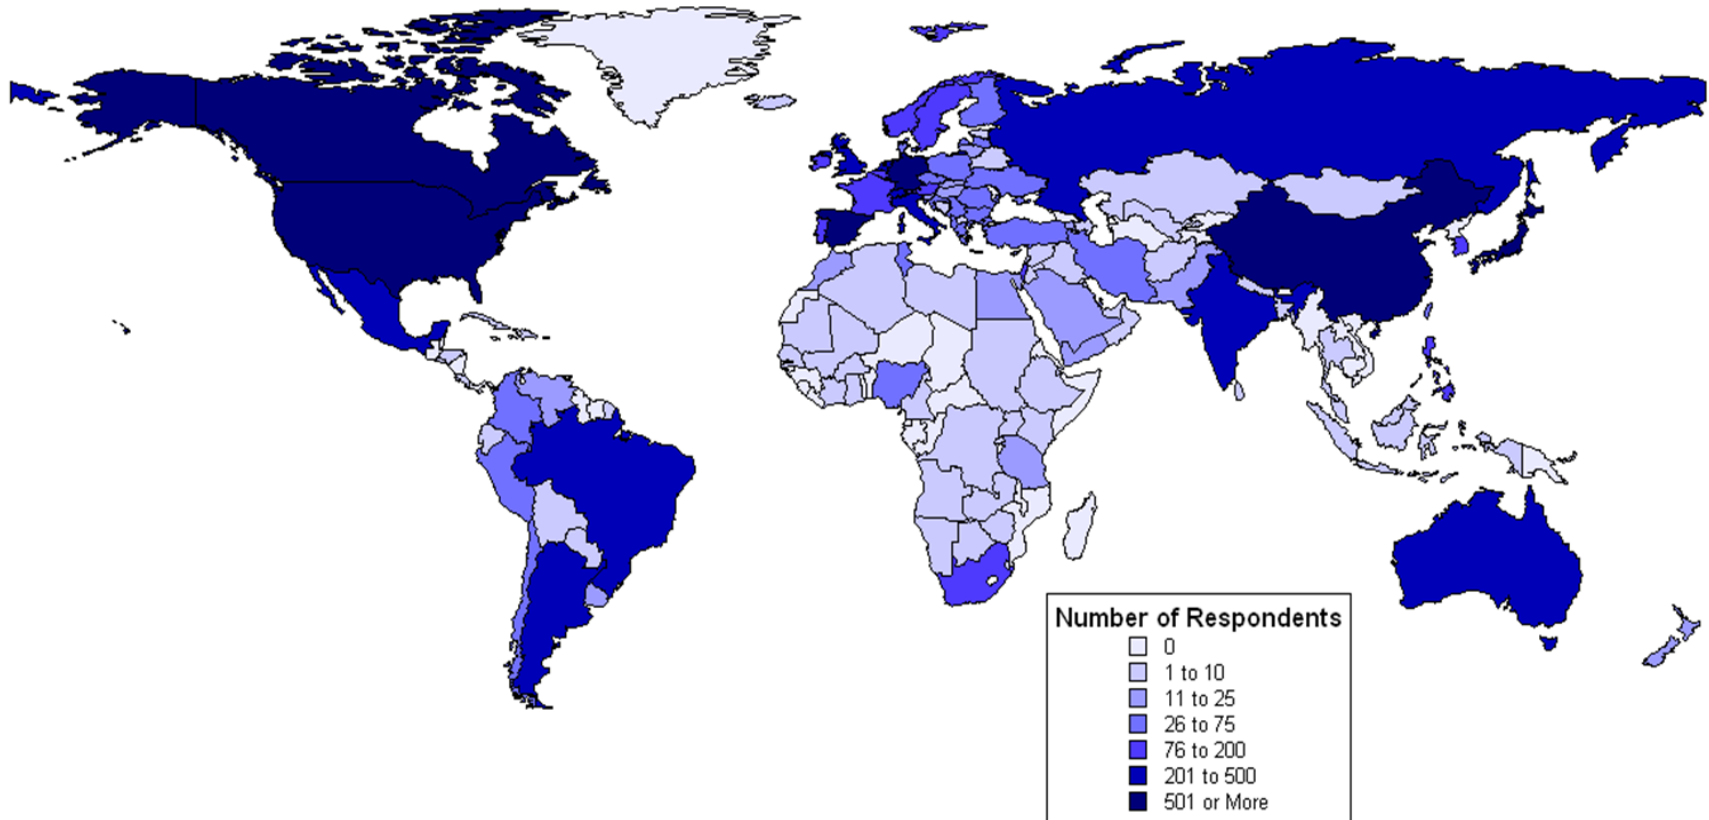 Number of Respondents
0
1 to 10
11 to 25
26 to 75
76 to 200
201 to 500
501 or More